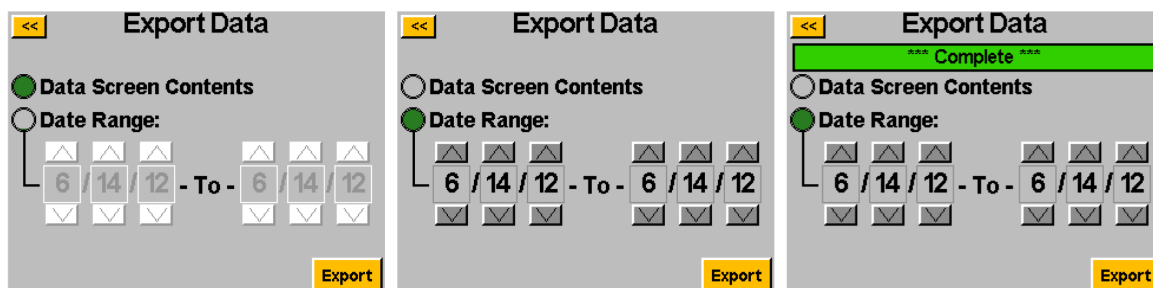 << Export Data
Data Screen Contents
Date Range:
6 / 14 / 12 - To - 6 / 14 / 12
Export
<< Export Data
Data Screen Contents
Date Range:
6 / 14 / 12 - To - 6 / 14 / 12
Export
<< Export Data
*** Complete ***
Data Screen Contents
Date Range:
6 / 14 / 12 - To - 6 / 14 / 12
Export